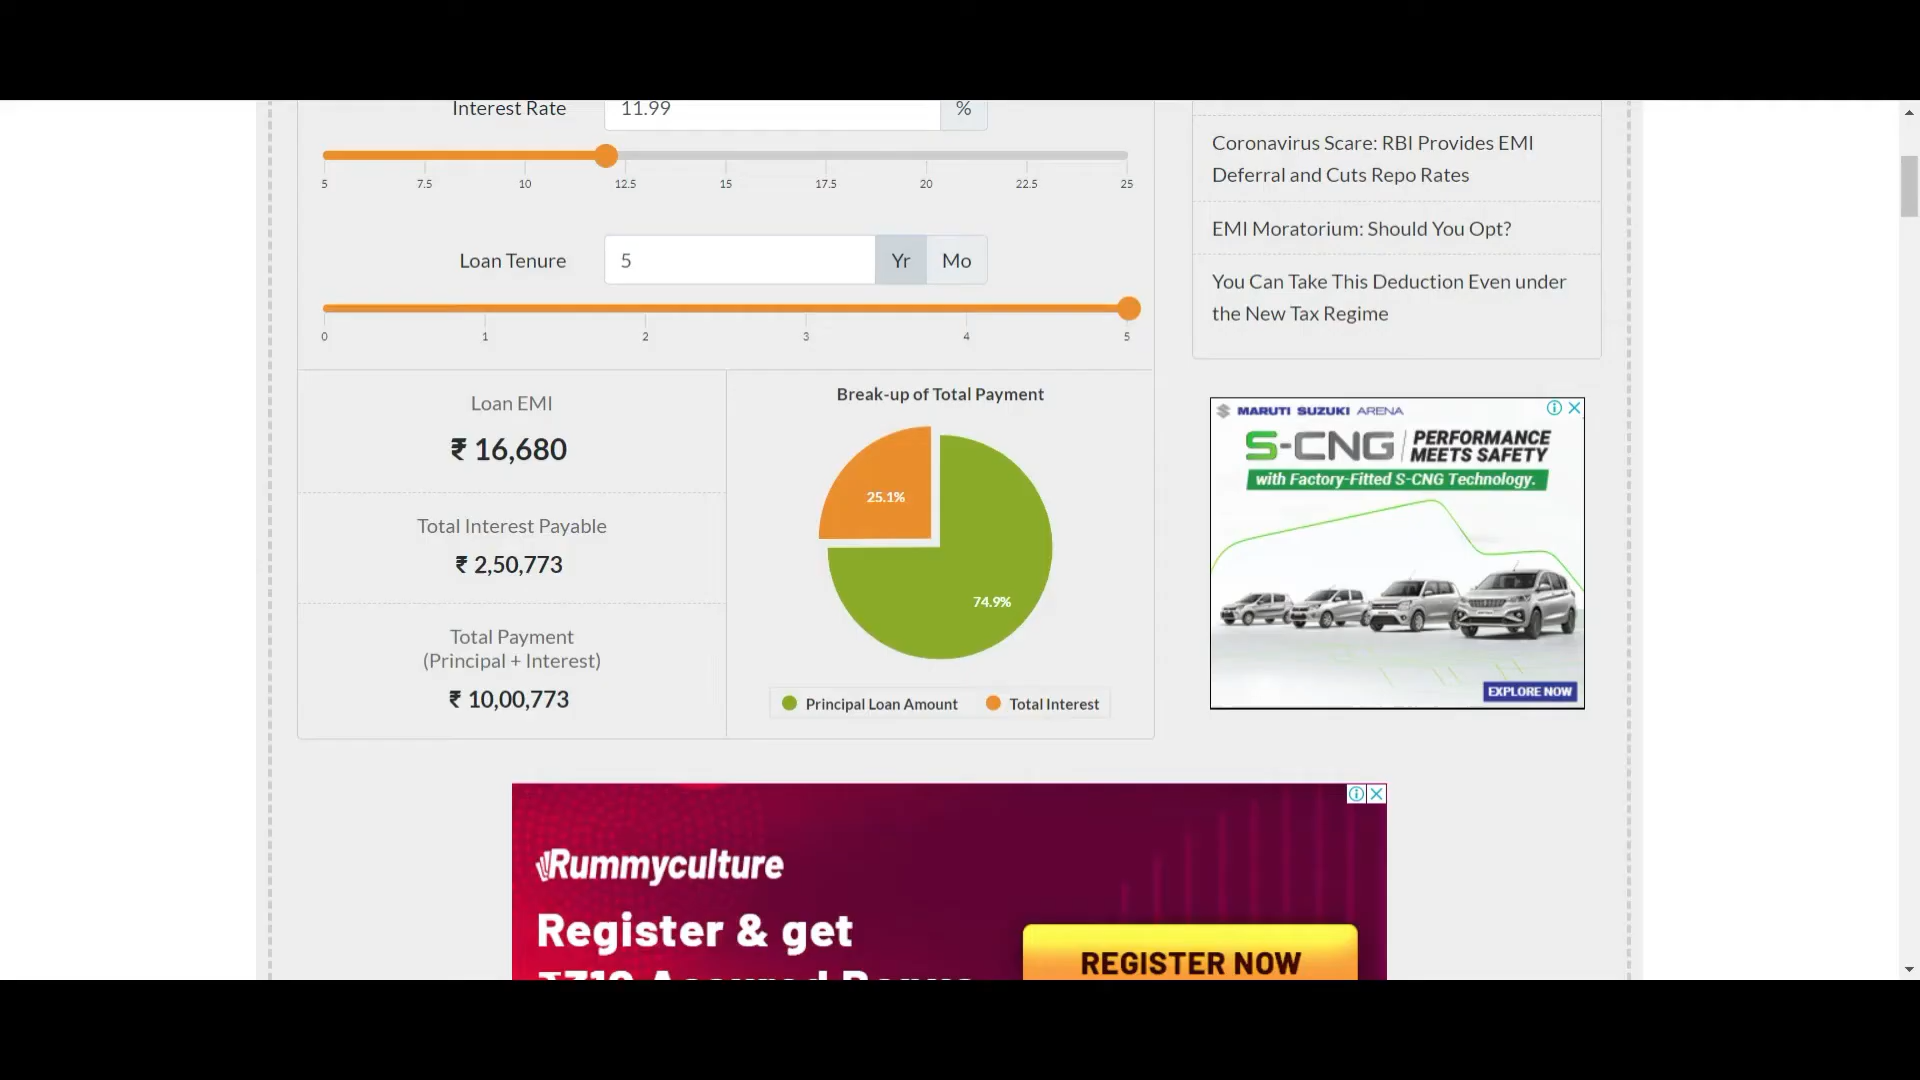 Interest Rate
11.99
%
5
7.5
10
12.5
15
17.5
20
22.5
25
Loan Tenure
5
Yr
Mo
0
1
2
3
4
5
Loan EMI
₹ 16,680
Total Interest Payable
₹ 2,50,773
Total Payment
(Principal + Interest)
₹ 10,00,773
Break-up of Total Payment
25.1%
74.9%
Principal Loan Amount
Total Interest
Coronavirus Scare: RBI Provides EMI
Deferral and Cuts Repo Rates
EMI Moratorium: Should You Opt?
You Can Take This Deduction Even under
the New Tax Regime
MARUTI SUZUKI ARENA
S-CNG
PERFORMANCE
MEETS SAFETY
with Factory-Fitted S-CNG Technology.
EXPLORE NOW
Rummyculture
Register & get
REGISTER NOW